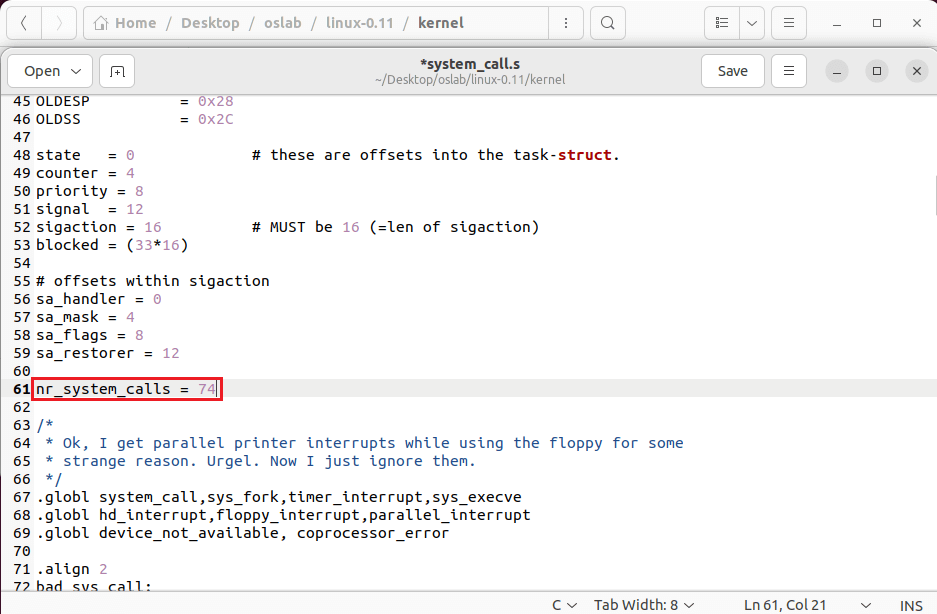 Home / Desktop / oslab / linux-0.11 / kernel
Open
*system_call.s
~/Desktop/oslab/linux-0.11/kernel
Save
45 OLDESP = 0x28
46 OLDSS = 0x2C
47
48 state = 0 # these are offsets into the task-struct.
49 counter = 4
50 priority = 8
51 signal = 12
52 sigaction = 16 # MUST be 16 (=len of sigaction)
53 blocked = (33*16)
54
55 # offsets within sigaction
56 sa_handler = 0
57 sa_mask = 4
58 sa_flags = 8
59 sa_restorer = 12
60
61 nr_system_calls = 74
62
63 /*
64 * Ok, I get parallel printer interrupts while using the floppy for some
65 * strange reason. Urgel. Now I just ignore them.
66 */
67 .globl system_call,sys_fork,timer_interrupt,sys_execve
68 .globl hd_interrupt,floppy_interrupt,parallel_interrupt
69 .globl device_not_available, coprocessor_error
70
71 .align 2
72 bad_sys_call:
C Tab Width: 8 Ln 61, Col 21 INS